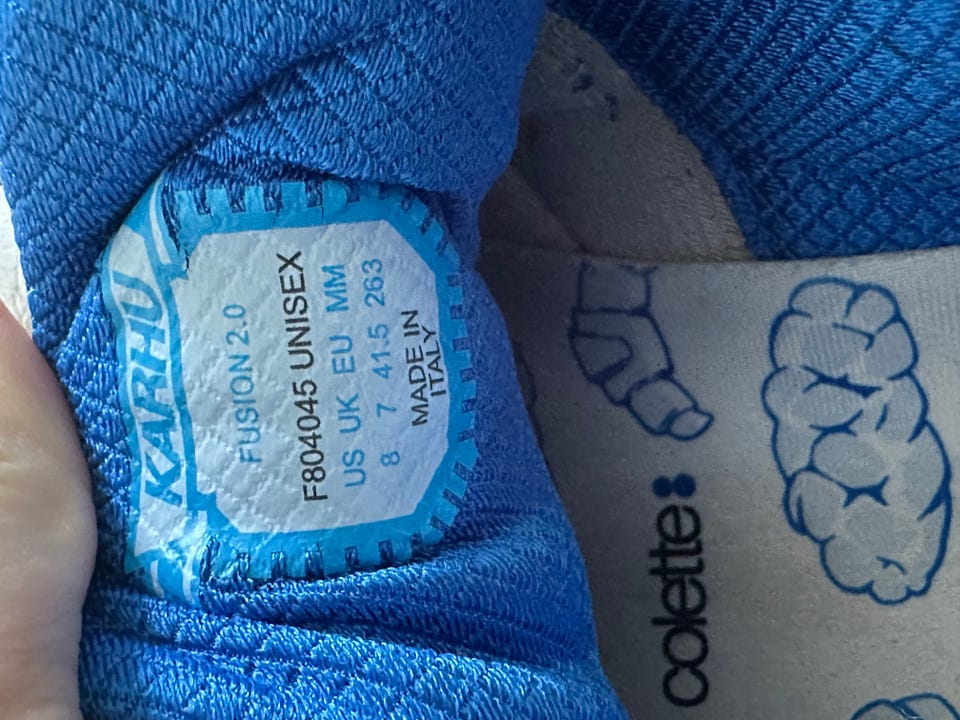 KARHU
FUSION 2.0
F804045 UNISEX
US UK EU MM
8 7 41.5 263
MADE IN
ITALY
colette: